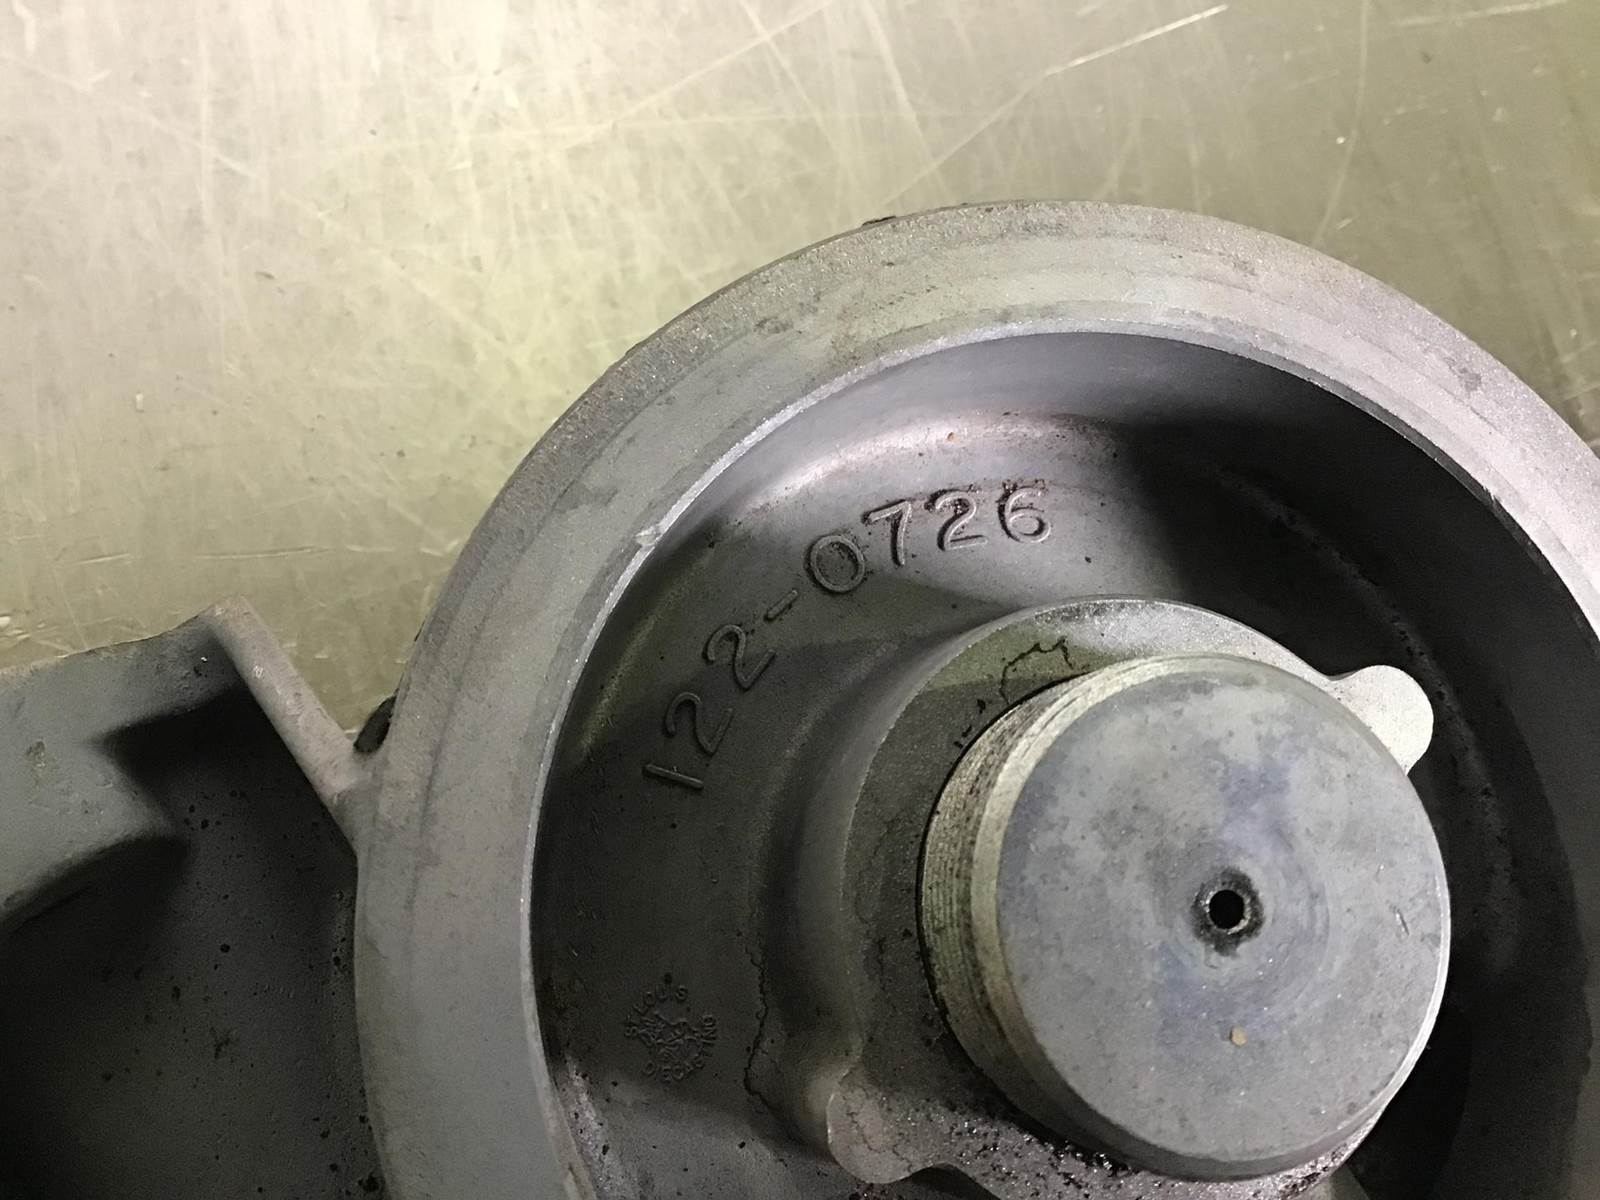 122-0726
ST LOUIS
DIECASTING